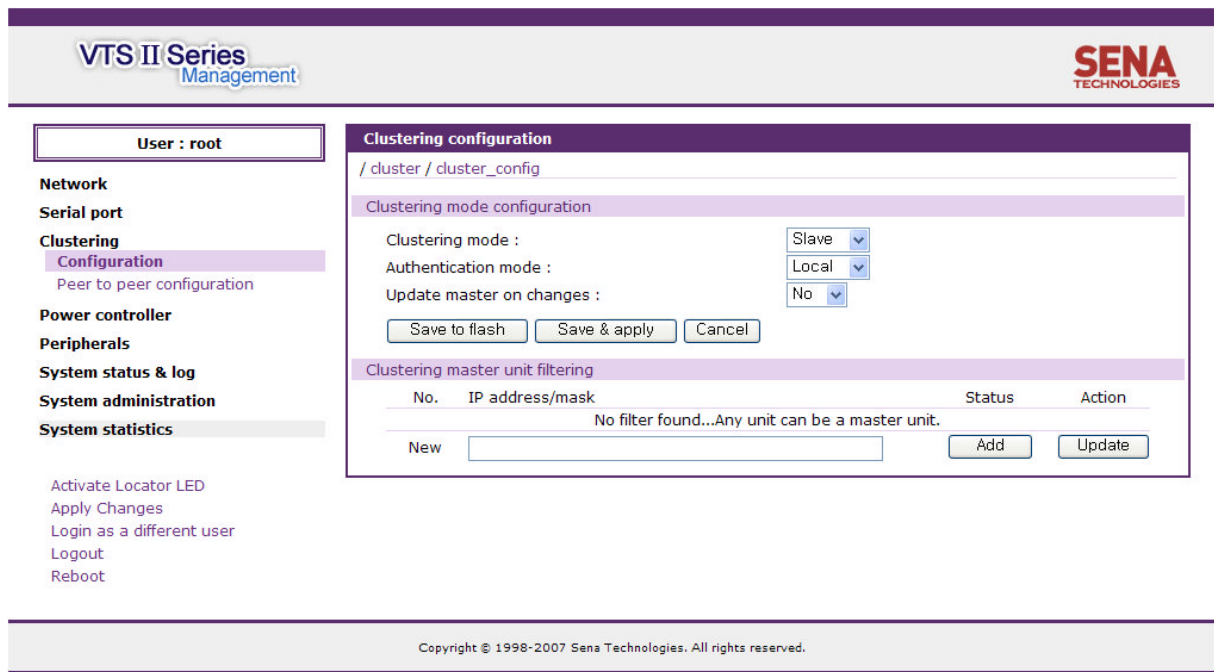 VTS II Series
Management
SENA
TECHNOLOGIES
User : root
Network
Serial port
Clustering
Configuration
Peer to peer configuration
Power controller
Peripherals
System status & log
System administration
System statistics
Activate Locator LED
Apply Changes
Login as a different user
Logout
Reboot
Clustering configuration
/ cluster / cluster_config
Clustering mode configuration
Clustering mode : Slave
Authentication mode : Local
Update master on changes : No
Save to flash Save & apply Cancel
Clustering master unit filtering
No. IP address/mask Status Action
No filter found...Any unit can be a master unit.
New Add Update
Copyright © 1998-2007 Sena Technologies. All rights reserved.